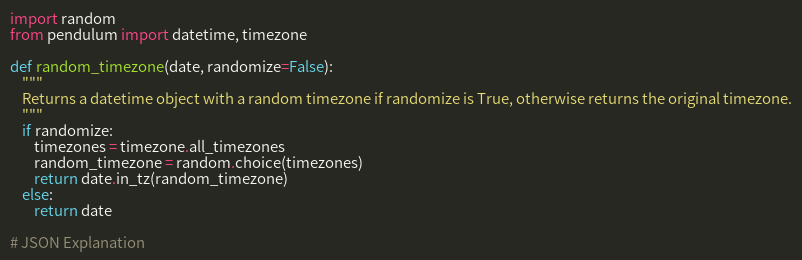 import random
from pendulum import datetime, timezone
def random_timezone(date, randomize=False):
"""
Returns a datetime object with a random timezone if randomize is True, otherwise returns the original timezone.
"""
if randomize:
timezones = timezone.all_timezones
random_timezone = random.choice(timezones)
return date.in_tz(random_timezone)
else:
return date
# JSON Explanation